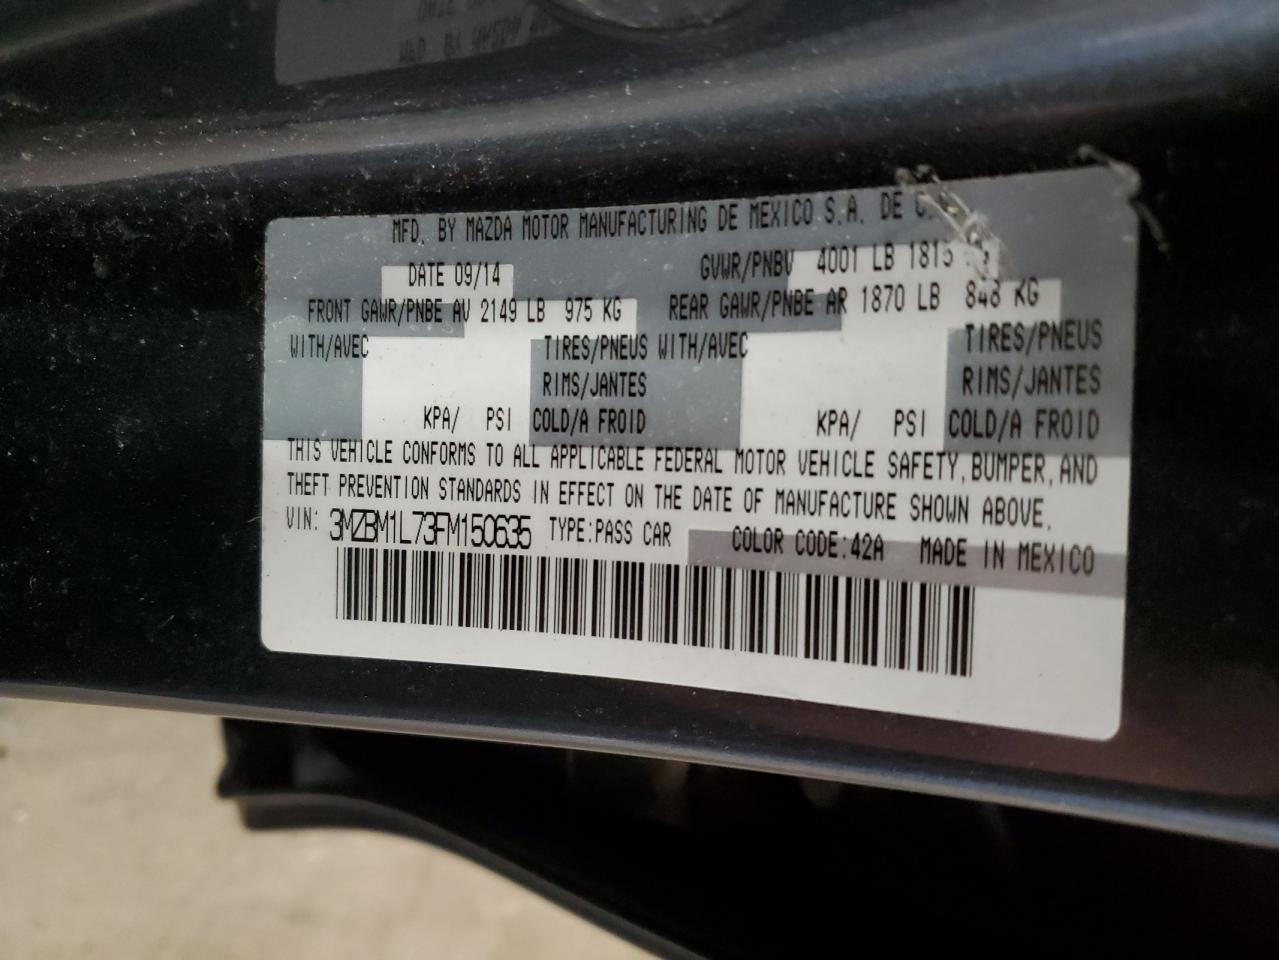 MFD. BY MAZDA MOTOR MANUFACTURING DE MEXICO S.A. DE
DATE 09/14 GVWR/PNBV 4001 LB 1815
FRONT GAWR/PNBE AV 2149 LB 975 KG REAR GAWR/PNBE AR 1870 LB 848 KG
WITH/AVEC TIRES/PNEUS WITH/AVEC TIRES/PNEUS
RIMS/JANTES RIMS/JANTES
KPA/ PSI COLD/A FROID KPA/ PSI COLD/A FROID
THIS VEHICLE CONFORMS TO ALL APPLICABLE FEDERAL MOTOR VEHICLE SAFETY, BUMPER, AND
THEFT PREVENTION STANDARDS IN EFFECT ON THE DATE OF MANUFACTURE SHOWN ABOVE.
VIN: 3MZBM1L73FM150635 TYPE:PASS CAR COLOR CODE:42A MADE IN MEXICO